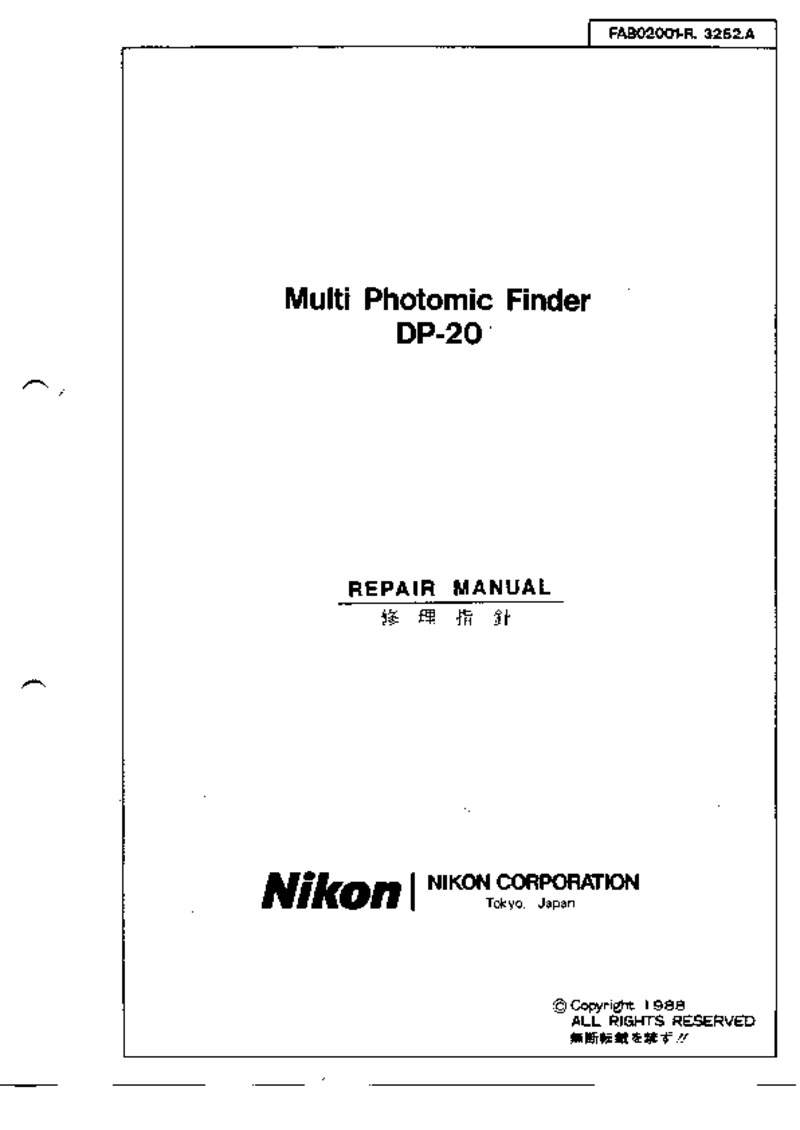 FAB02001-R. 3252.A
Multi Photomic Finder
DP-20
REPAIR MANUAL
修理指針
Nikon
NIKON CORPORATION
Tokyo, Japan
© Copyright 1988
ALL RIGHTS RESERVED
無断転載を禁ず!!